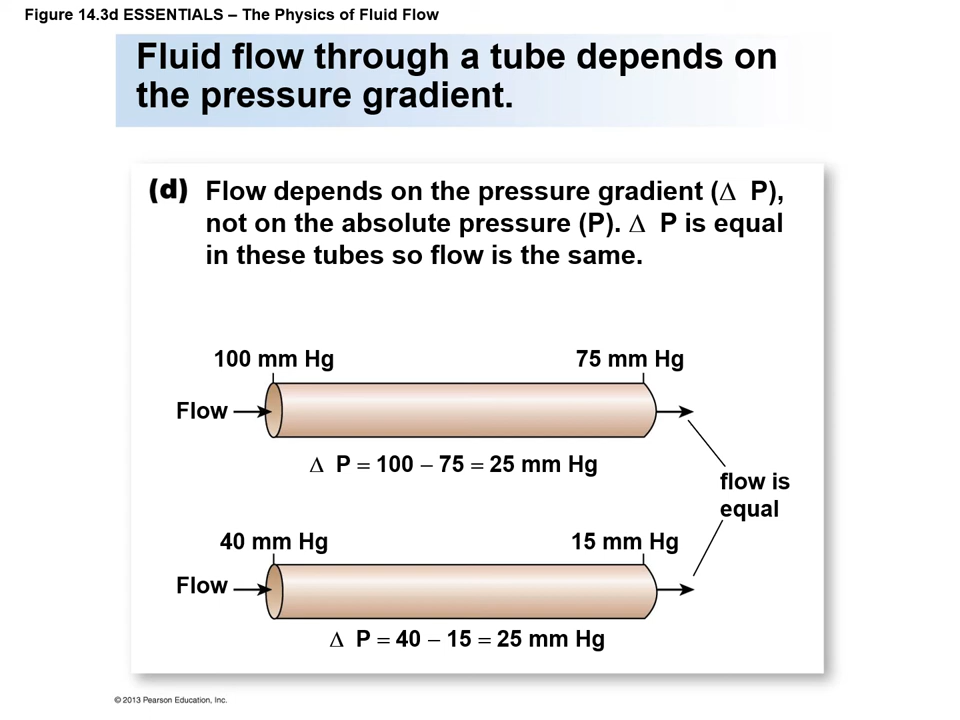 Figure 14.3d ESSENTIALS – The Physics of Fluid Flow
Fluid flow through a tube depends on
the pressure gradient.
(d) Flow depends on the pressure gradient (Δ P),
not on the absolute pressure (P). Δ P is equal
in these tubes so flow is the same.
100 mm Hg
75 mm Hg
Flow
Δ P = 100 – 75 = 25 mm Hg
flow is
equal
40 mm Hg
15 mm Hg
Flow
Δ P = 40 – 15 = 25 mm Hg
© 2013 Pearson Education, Inc.